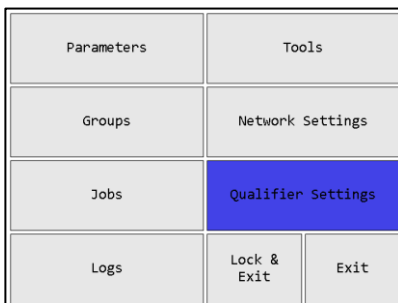 Parameters
Tools
Groups
Network Settings
Jobs
Qualifier Settings
Logs
Lock &
Exit
Exit